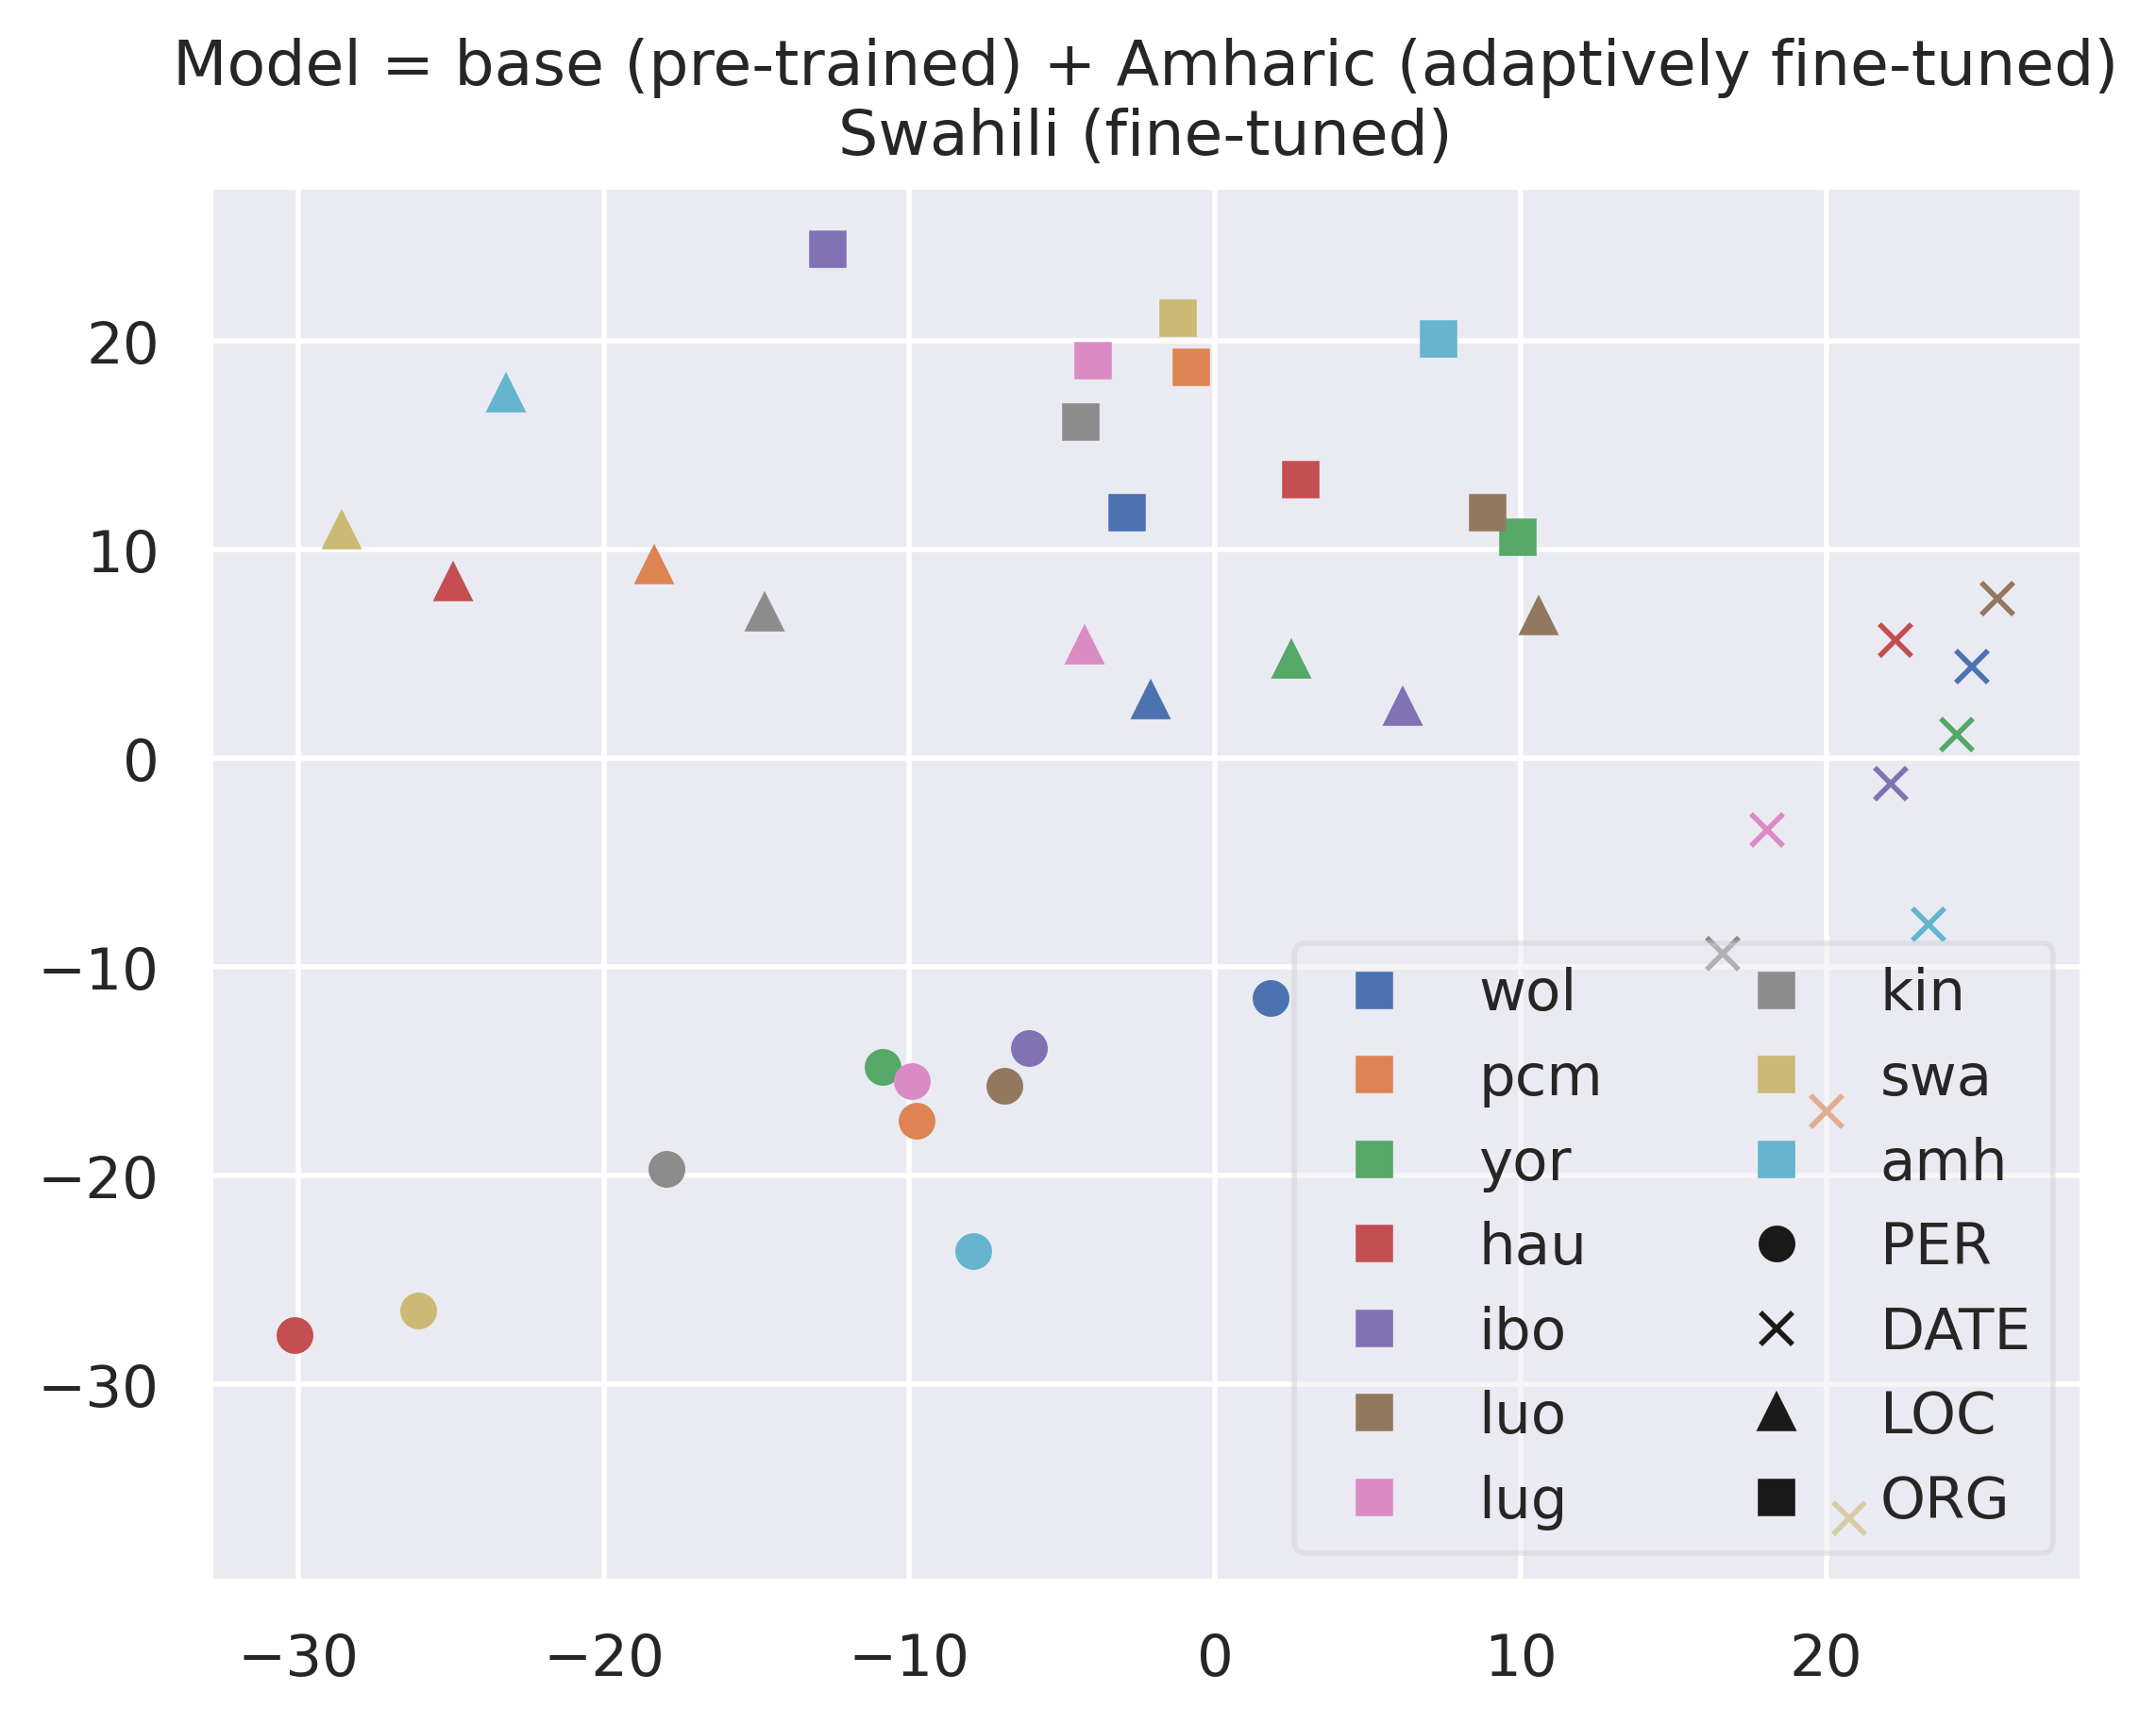 Model = base (pre-trained) + Amharic (adaptively fine-tuned)
Swahili (fine-tuned)
20
10
0
−10
−20
−30
−30
−20
−10
0
10
20
wol
pcm
yor
hau
ibo
luo
lug
kin
swa
amh
PER
DATE
LOC
ORG